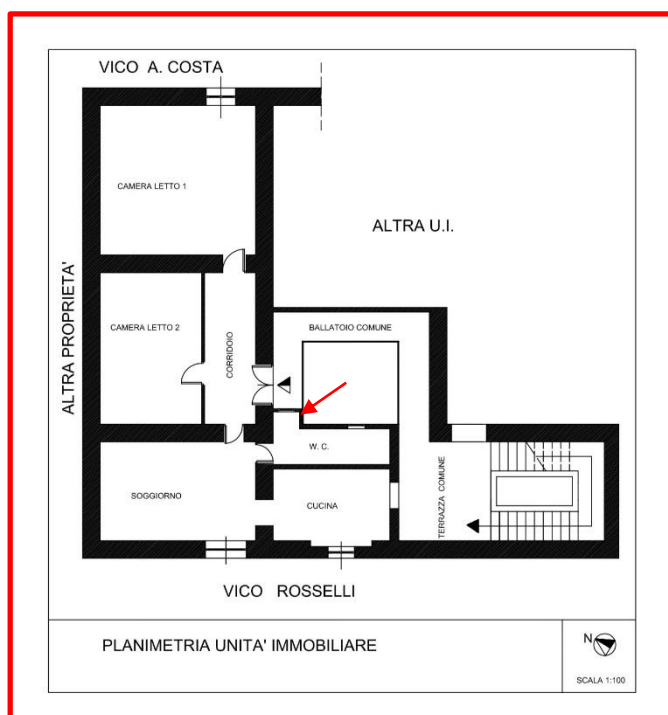 VICO A. COSTA
CAMERA LETTO 1
ALTRA U.I.
ALTRA PROPRIETA'
CAMERA LETTO 2
CORRIDOIO
BALLATOIO COMUNE
W. C.
SOGGIORNO
CUCINA
TERRAZZA COMUNE
VICO ROSSELLI
PLANIMETRIA UNITA' IMMOBILIARE
N
SCALA 1:100